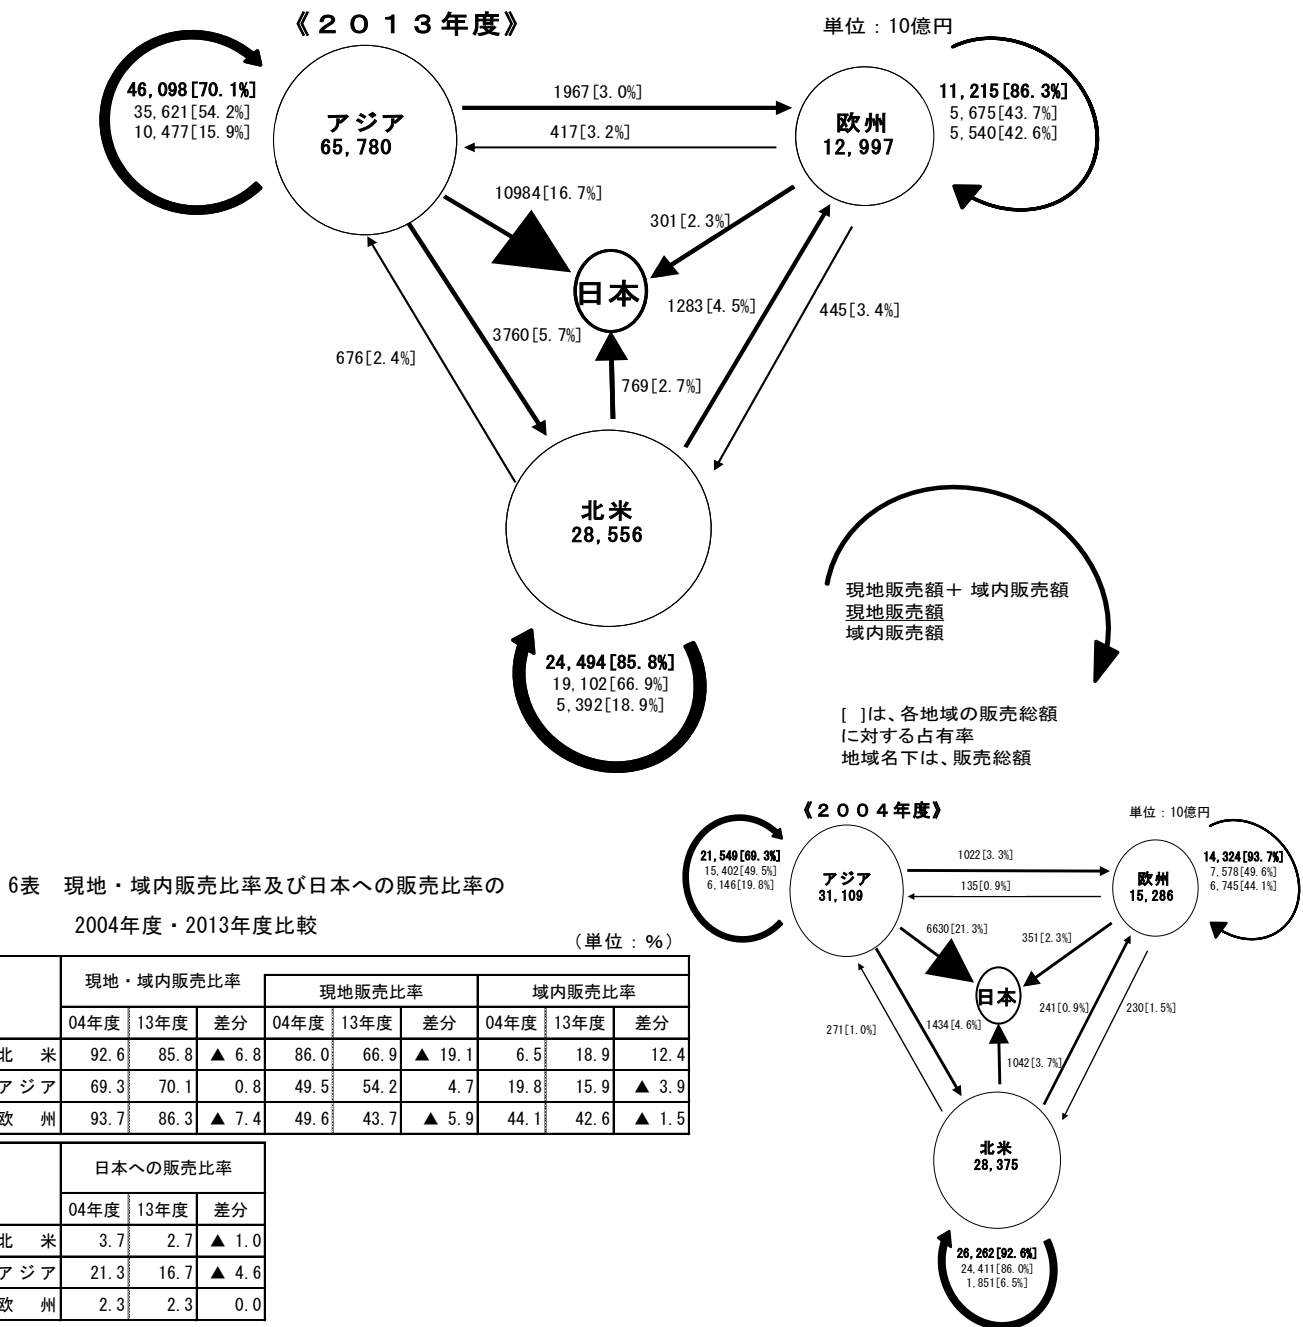 《２０１３年度》
単位：10億円
46,098[70.1%]
35,621[54.2%]
10,477[15.9%]
アジア
65,780
1967[3.0%]
417[3.2%]
欧州
12,997
11,215[86.3%]
5,675[43.7%]
5,540[42.6%]
10984[16.7%]
301[2.3%]
日本
1283[4.5%]
445[3.4%]
3760[5.7%]
676[2.4%]
769[2.7%]
北米
28,556
24,494[85.8%]
19,102[66.9%]
5,392[18.9%]
現地販売額＋ 域内販売額
現地販売額
域内販売額
[ ]は、各地域の販売総額
に対する占有率
地域名下は、販売総額
《２００４年度》
単位：10億円
21,549[69.3%]
15,402[49.5%]
6,146[19.8%]
アジア
31,109
1022[3.3%]
135[0.9%]
欧州
15,286
14,324[93.7%]
7,578[49.6%]
6,745[44.1%]
6630[21.3%]
351[2.3%]
日本
241[0.9%]
230[1.5%]
271[1.0%]
1434[4.6%]
1042[3.7%]
北米
28,375
26,262[92.6%]
24,411[86.0%]
1,851[6.5%]
6表　現地・域内販売比率及び日本への販売比率の
2004年度・2013年度比較
（単位：%）
現地・域内販売比率 現地販売比率 域内販売比率
04年度 13年度 差分 04年度 13年度 差分 04年度 13年度 差分
北　米 92.6 85.8 ▲ 6.8 86.0 66.9 ▲ 19.1 6.5 18.9 12.4
アジア 69.3 70.1 0.8 49.5 54.2 4.7 19.8 15.9 ▲ 3.9
欧　州 93.7 86.3 ▲ 7.4 49.6 43.7 ▲ 5.9 44.1 42.6 ▲ 1.5
日本への販売比率
04年度 13年度 差分
北　米 3.7 2.7 ▲ 1.0
アジア 21.3 16.7 ▲ 4.6
欧　州 2.3 2.3 0.0